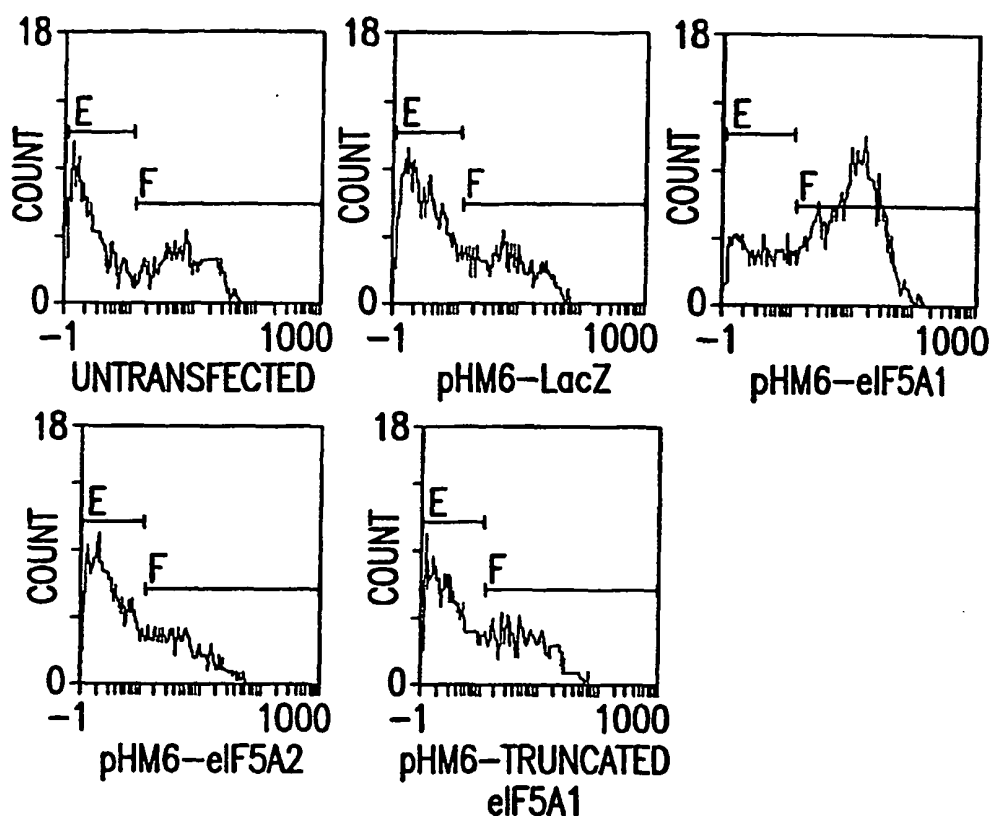 18
E
F
COUNT
0
-1
1000
UNTRANSFECTED
18
E
F
COUNT
0
-1
1000
pHM6-LacZ
18
E
F
COUNT
0
-1
1000
pHM6-eIF5A1
18
E
F
COUNT
0
-1
1000
pHM6-eIF5A2
18
E
F
COUNT
0
-1
1000
pHM6-TRUNCATED
eIF5A1